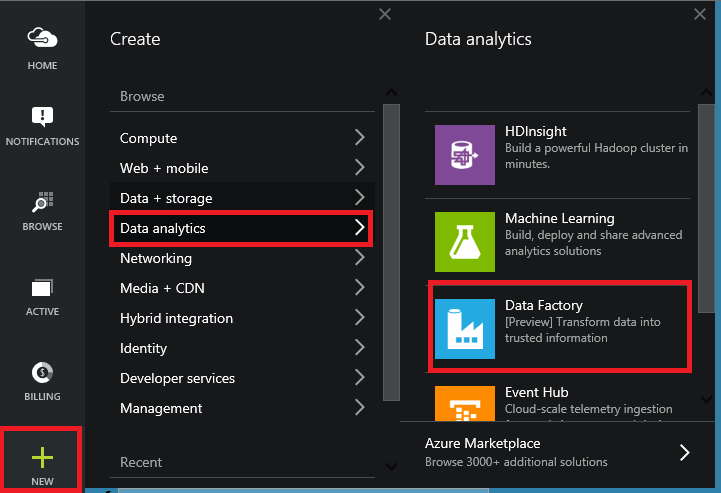 HOME
NOTIFICATIONS
BROWSE
ACTIVE
BILLING
NEW
Create
Browse
Compute
Web + mobile
Data + storage
Data analytics
Networking
Media + CDN
Hybrid integration
Identity
Developer services
Management
Recent
Data analytics
HDInsight
Build a powerful Hadoop cluster in
minutes.
Machine Learning
Build, deploy and share advanced
analytics solutions
Data Factory
[Preview] Transform data into
trusted information
Event Hub
Cloud-scale telemetry ingestion
Azure Marketplace
Browse 3000+ additional solutions